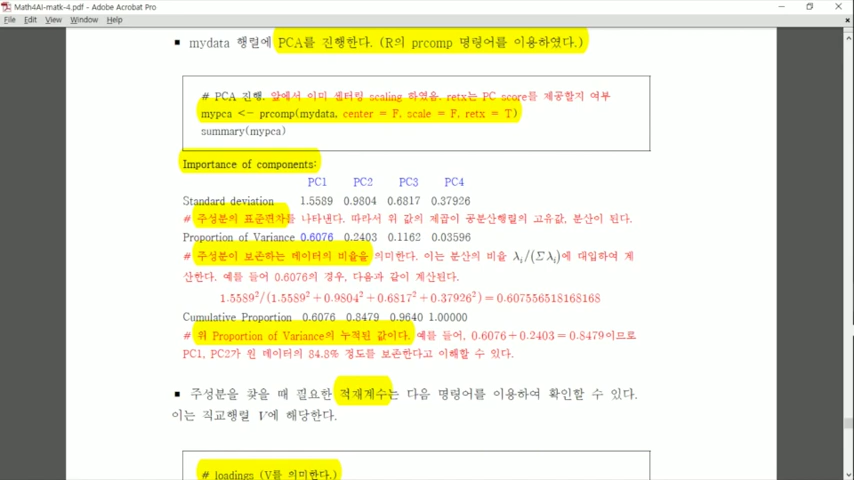 Math4AI-matk-4.pdf - Adobe Acrobat Pro
File Edit View Window Help
■ mydata 행렬에 PCA를 진행한다. (R의 prcomp 명령어를 이용하였다.)
# PCA 진행. 앞에서 이미 센터링 scaling 하였음. retx는 PC score를 제공할지 여부
mypca <- prcomp(mydata, center = F, scale = F, retx = T)
summary(mypca)
Importance of components:
PC1 PC2 PC3 PC4
Standard deviation 1.5589 0.9804 0.6817 0.37926
# 주성분의 표준편차를 나타낸다. 따라서 위 값의 제곱이 공분산행렬의 고유값, 분산이 된다.
Proportion of Variance 0.6076 0.2403 0.1162 0.03596
# 주성분이 보존하는 데이터의 비율을 의미한다. 이는 분산의 비율 λᵢ/(Σλᵢ)에 대입하여 계
산한다. 예를 들어 0.6076의 경우, 다음과 같이 계산된다.
1.5589²/(1.5589² + 0.9804² + 0.6817² + 0.37926²) = 0.607556518168168
Cumulative Proportion 0.6076 0.8479 0.9640 1.00000
# 위 Proportion of Variance의 누적된 값이다. 예를 들어, 0.6076 + 0.2403 = 0.8479이므로
PC1, PC2가 원 데이터의 84.8% 정도를 보존한다고 이해할 수 있다.
■ 주성분을 찾을 때 필요한 적재계수는 다음 명령어를 이용하여 확인할 수 있다.
이는 직교행렬 V에 해당한다.
# loadings (V를 의미한다.)